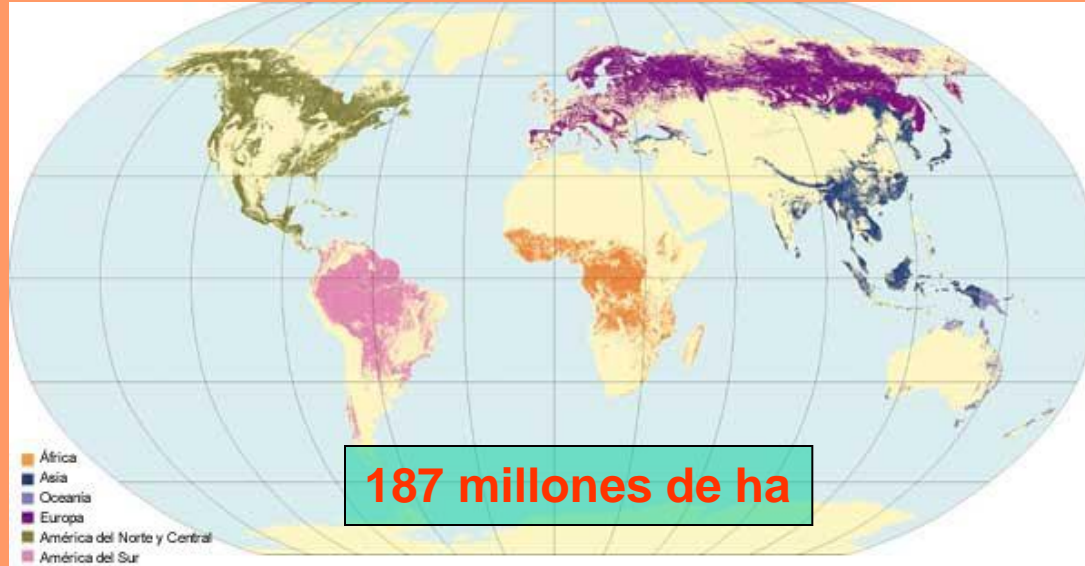 África
Asia
Oceanía
Europa
América del Norte y Central
América del Sur
187 millones de ha